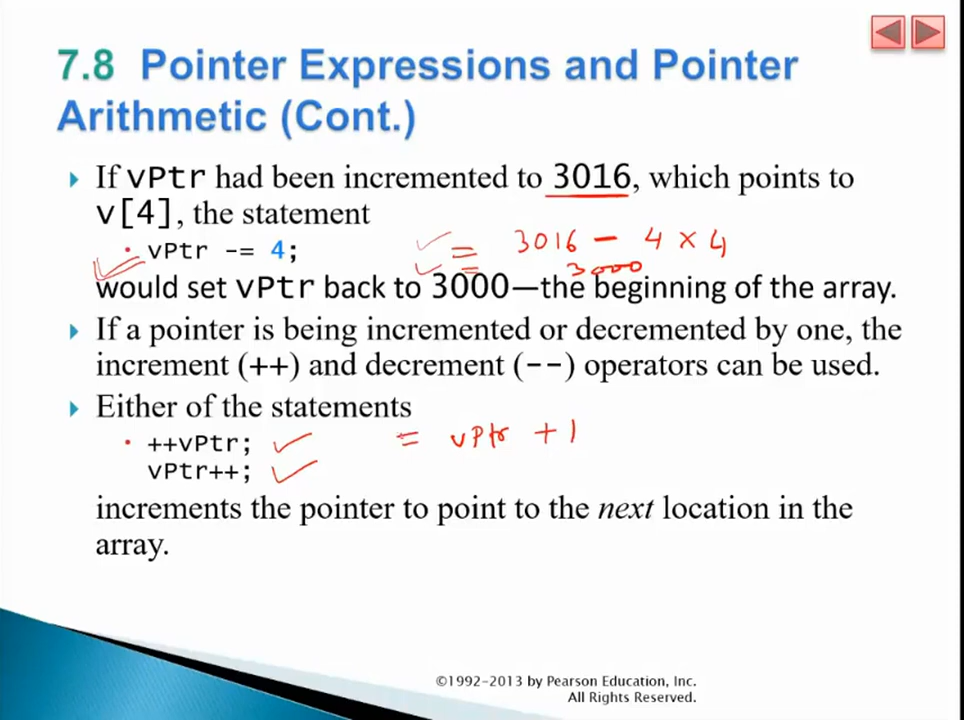 7.8 Pointer Expressions and Pointer
Arithmetic (Cont.)
If vPtr had been incremented to 3016, which points to
v[4], the statement
vPtr -= 4; = 3016 - 4 × 4
= 3000
would set vPtr back to 3000—the beginning of the array.
If a pointer is being incremented or decremented by one, the
increment (++) and decrement (--) operators can be used.
Either of the statements
++vPtr; = vPtr + 1
vPtr++;
increments the pointer to point to the next location in the
array.
©1992-2013 by Pearson Education, Inc.
All Rights Reserved.